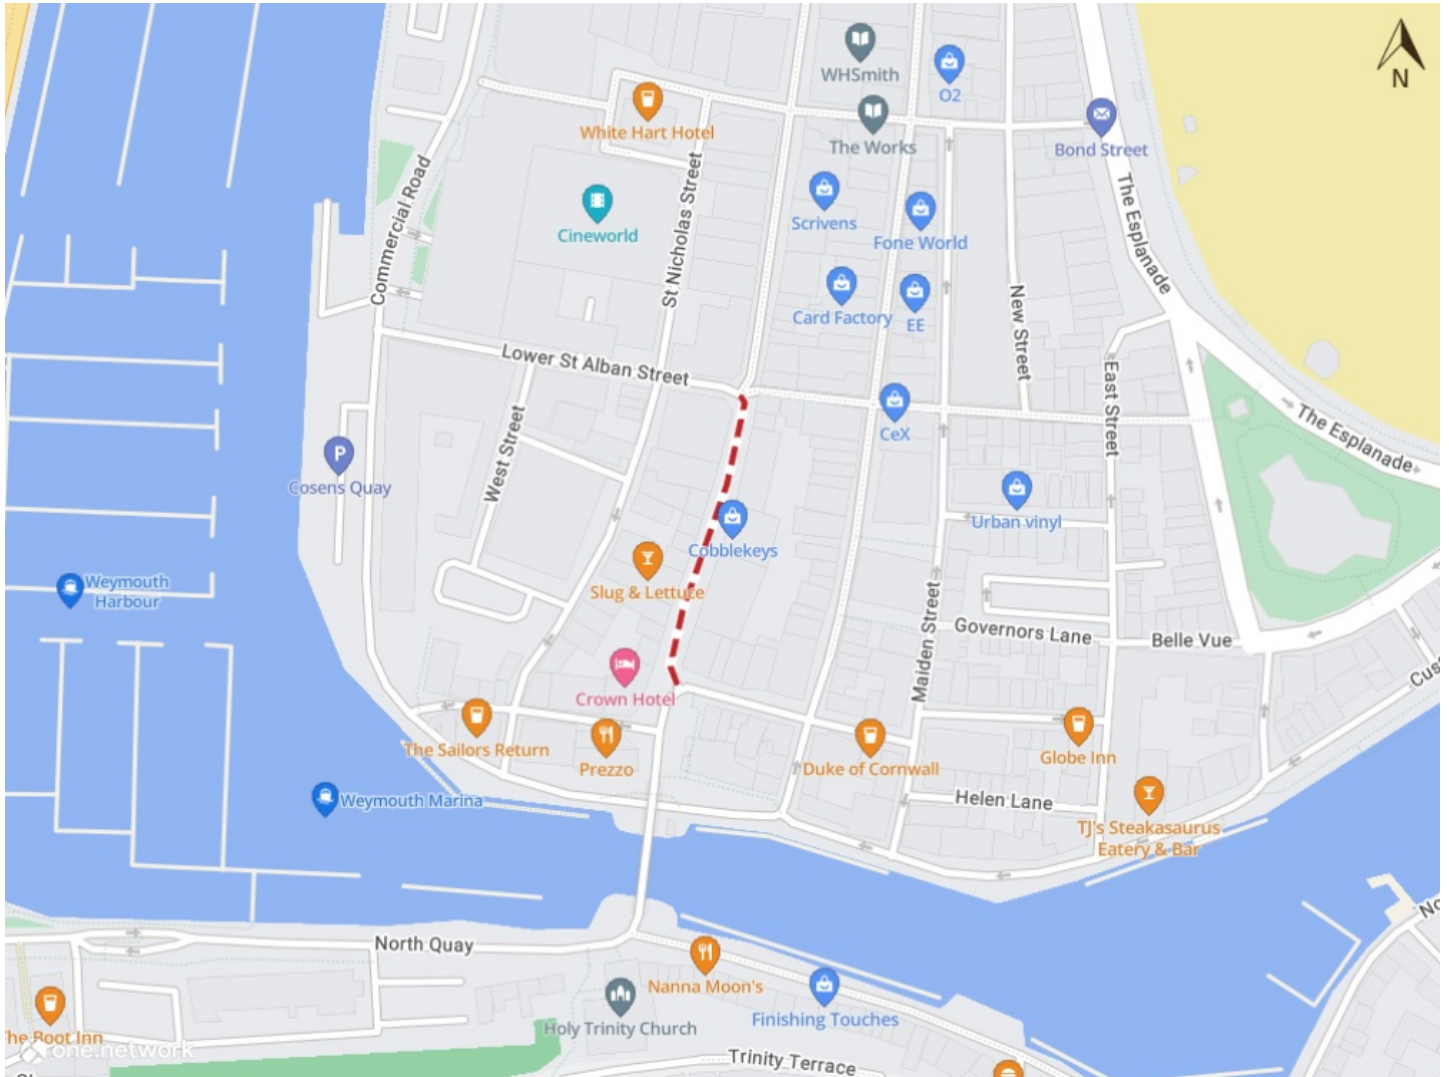 WHSmith
O2
N
White Hart Hotel
The Works
Bond Street
Commercial Road
St Nicholas Street
Cineworld
Scrivens
Fone World
The Esplanade
Card Factory
EE
New Street
Lower St Alban Street
East Street
CeX
The Esplanade
West Street
P
Cosens Quay
Urban vinyl
Cobblekeys
Weymouth
Harbour
Slug & Lettuce
Maiden Street
Governors Lane
Belle Vue
Cust
Crown Hotel
The Sailors Return
Prezzo
Duke of Cornwall
Globe Inn
Weymouth Marina
Helen Lane
TJ's Steakasaurus
Eatery & Bar
No
North Quay
Nanna Moon's
Finishing Touches
Holy Trinity Church
The Boot Inn
one.network
Trinity Terrace